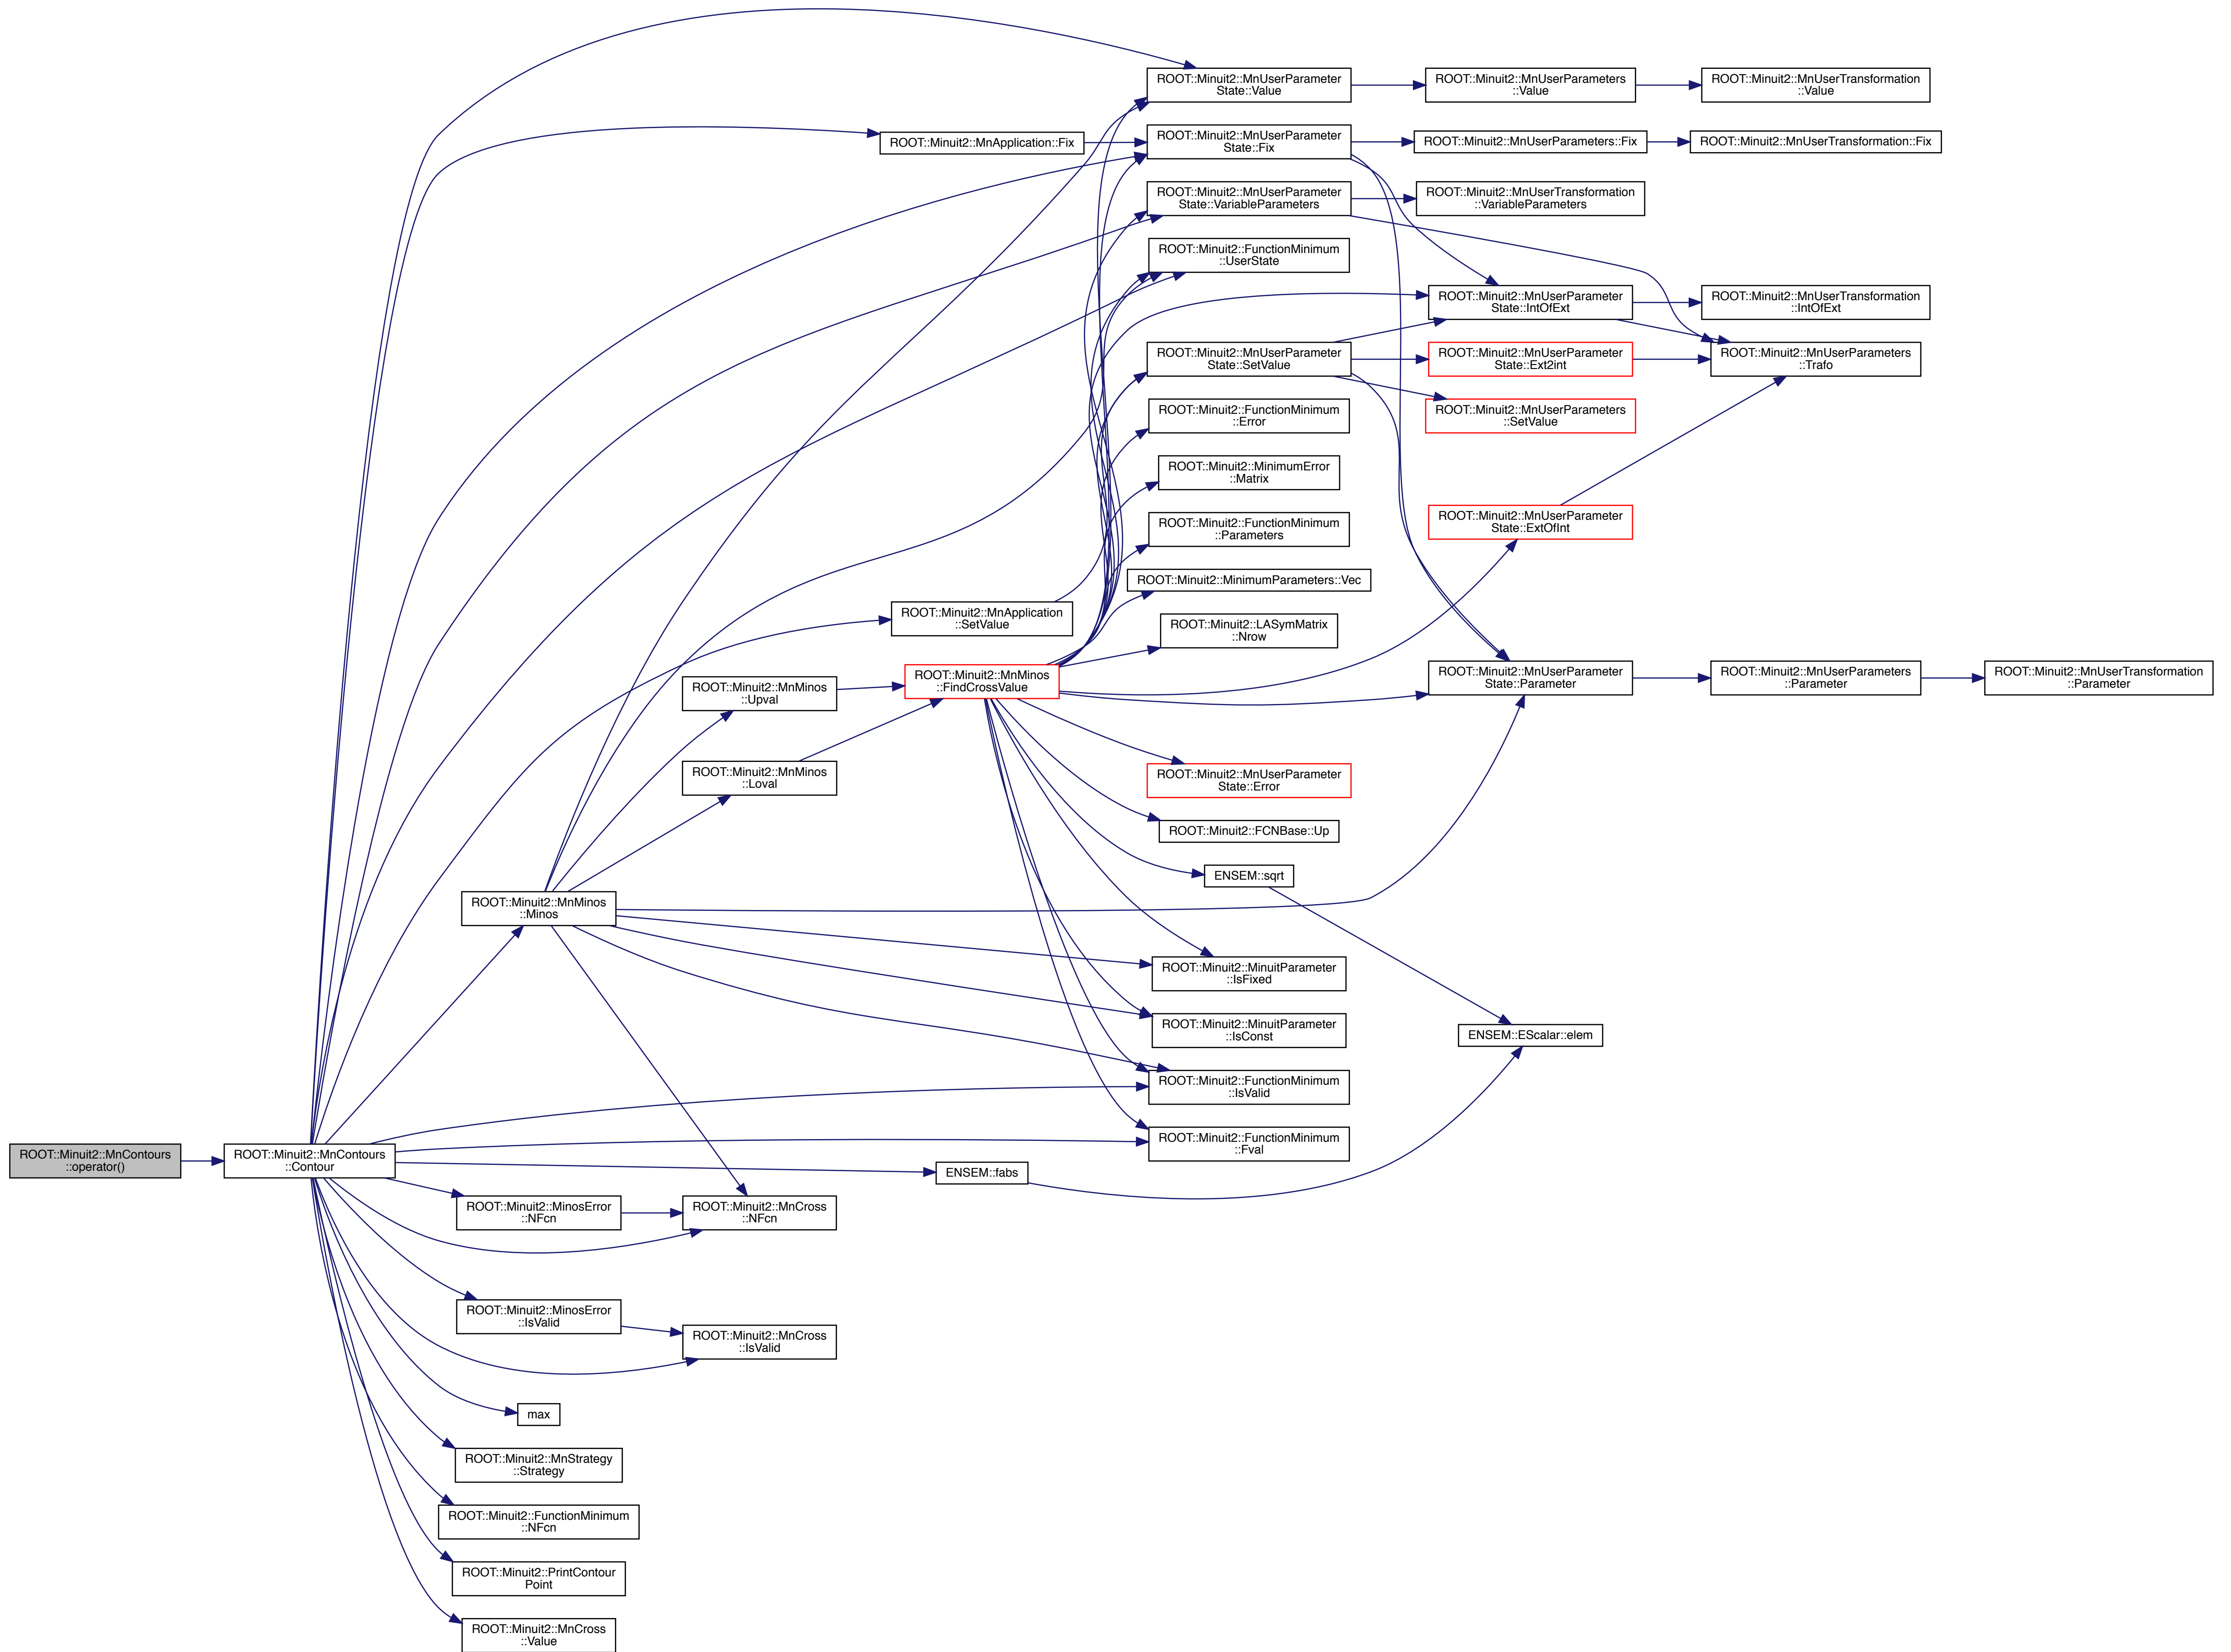 ROOT::Minuit2::MnUserParameter
State::Value
ROOT::Minuit2::MnUserParameters
::Value
ROOT::Minuit2::MnUserTransformation
::Value
ROOT::Minuit2::MnApplication::Fix
ROOT::Minuit2::MnUserParameter
State::Fix
ROOT::Minuit2::MnUserParameters::Fix
ROOT::Minuit2::MnUserTransformation::Fix
ROOT::Minuit2::MnUserParameter
State::VariableParameters
ROOT::Minuit2::MnUserTransformation
::VariableParameters
ROOT::Minuit2::FunctionMinimum
::UserState
ROOT::Minuit2::MnUserParameter
State::IntOfExt
ROOT::Minuit2::MnUserTransformation
::IntOfExt
ROOT::Minuit2::MnUserParameter
State::SetValue
ROOT::Minuit2::MnUserParameter
State::Ext2int
ROOT::Minuit2::MnUserParameters
::Trafo
ROOT::Minuit2::FunctionMinimum
::Error
ROOT::Minuit2::MnUserParameters
::SetValue
ROOT::Minuit2::MinimumError
::Matrix
ROOT::Minuit2::FunctionMinimum
::Parameters
ROOT::Minuit2::MnUserParameter
State::ExtOfInt
ROOT::Minuit2::MinimumParameters::Vec
ROOT::Minuit2::MnApplication
::SetValue
ROOT::Minuit2::LASymMatrix
::Nrow
ROOT::Minuit2::MnMinos
::Upval
ROOT::Minuit2::MnMinos
::FindCrossValue
ROOT::Minuit2::MnUserParameter
State::Parameter
ROOT::Minuit2::MnUserParameters
::Parameter
ROOT::Minuit2::MnUserTransformation
::Parameter
ROOT::Minuit2::MnMinos
::Loval
ROOT::Minuit2::MnUserParameter
State::Error
ROOT::Minuit2::FCNBase::Up
ENSEM::sqrt
ROOT::Minuit2::MnMinos
::Minos
ROOT::Minuit2::MinuitParameter
::IsFixed
ROOT::Minuit2::MinuitParameter
::IsConst
ENSEM::EScalar::elem
ROOT::Minuit2::FunctionMinimum
::IsValid
ROOT::Minuit2::FunctionMinimum
::Fval
ROOT::Minuit2::MnContours
::operator()
ROOT::Minuit2::MnContours
::Contour
ENSEM::fabs
ROOT::Minuit2::MinosError
::NFcn
ROOT::Minuit2::MnCross
::NFcn
ROOT::Minuit2::MinosError
::IsValid
ROOT::Minuit2::MnCross
::IsValid
max
ROOT::Minuit2::MnStrategy
::Strategy
ROOT::Minuit2::FunctionMinimum
::NFcn
ROOT::Minuit2::PrintContour
Point
ROOT::Minuit2::MnCross
::Value